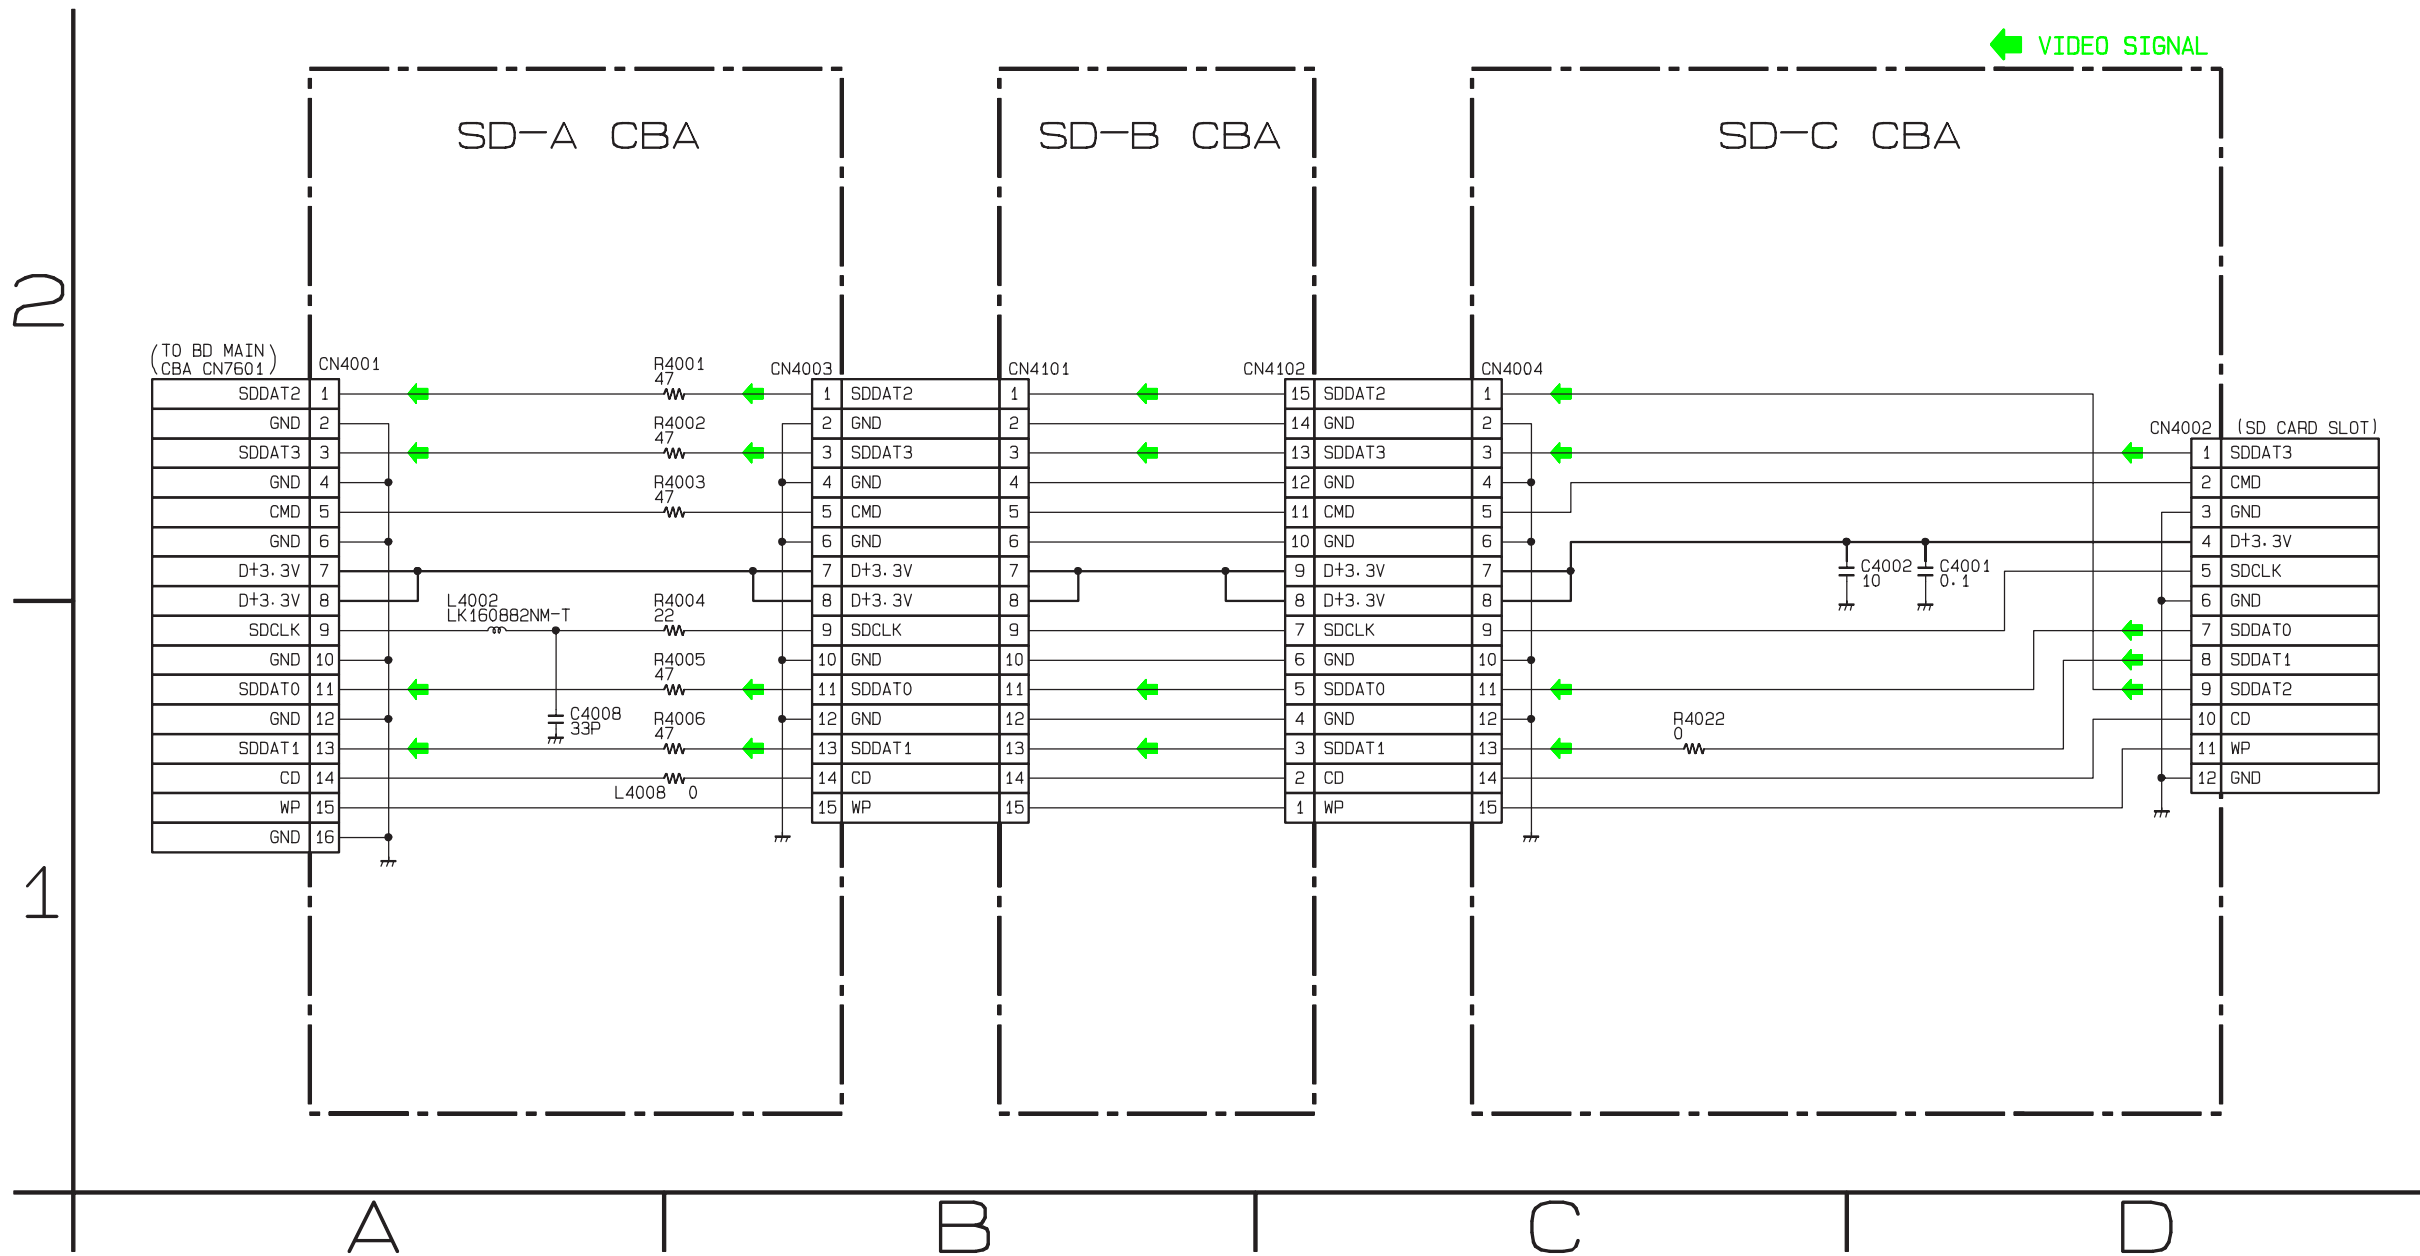 VIDEO SIGNAL
SD-A CBA
SD-B CBA
SD-C CBA
2
1
(TO BD MAIN)
(CBA CN7601)
CN4001
SDDAT2 1
GND 2
SDDAT3 3
GND 4
CMD 5
GND 6
D+3.3V 7
D+3.3V 8
SDCLK 9
GND 10
SDDAT0 11
GND 12
SDDAT1 13
CD 14
WP 15
GND 16
R4001
47
R4002
47
R4003
47
L4002
LK160882NM-T
R4004
22
R4005
47
C4008
33P
R4006
47
L4008 0
CN4003
1 SDDAT2
2 GND
3 SDDAT3
4 GND
5 CMD
6 GND
7 D+3.3V
8 D+3.3V
9 SDCLK
10 GND
11 SDDAT0
12 GND
13 SDDAT1
14 CD
15 WP
CN4101
1
2
3
4
5
6
7
8
9
10
11
12
13
14
15
CN4102
15 SDDAT2
14 GND
13 SDDAT3
12 GND
11 CMD
10 GND
9 D+3.3V
8 D+3.3V
7 SDCLK
6 GND
5 SDDAT0
4 GND
3 SDDAT1
2 CD
1 WP
CN4004
1
2
3
4
5
6
7
8
9
10
11
12
13
14
15
C4002
10
C4001
0.1
R4022
0
CN4002 (SD CARD SLOT)
1 SDDAT3
2 CMD
3 GND
4 D+3.3V
5 SDCLK
6 GND
7 SDDAT0
8 SDDAT1
9 SDDAT2
10 CD
11 WP
12 GND
A
B
C
D